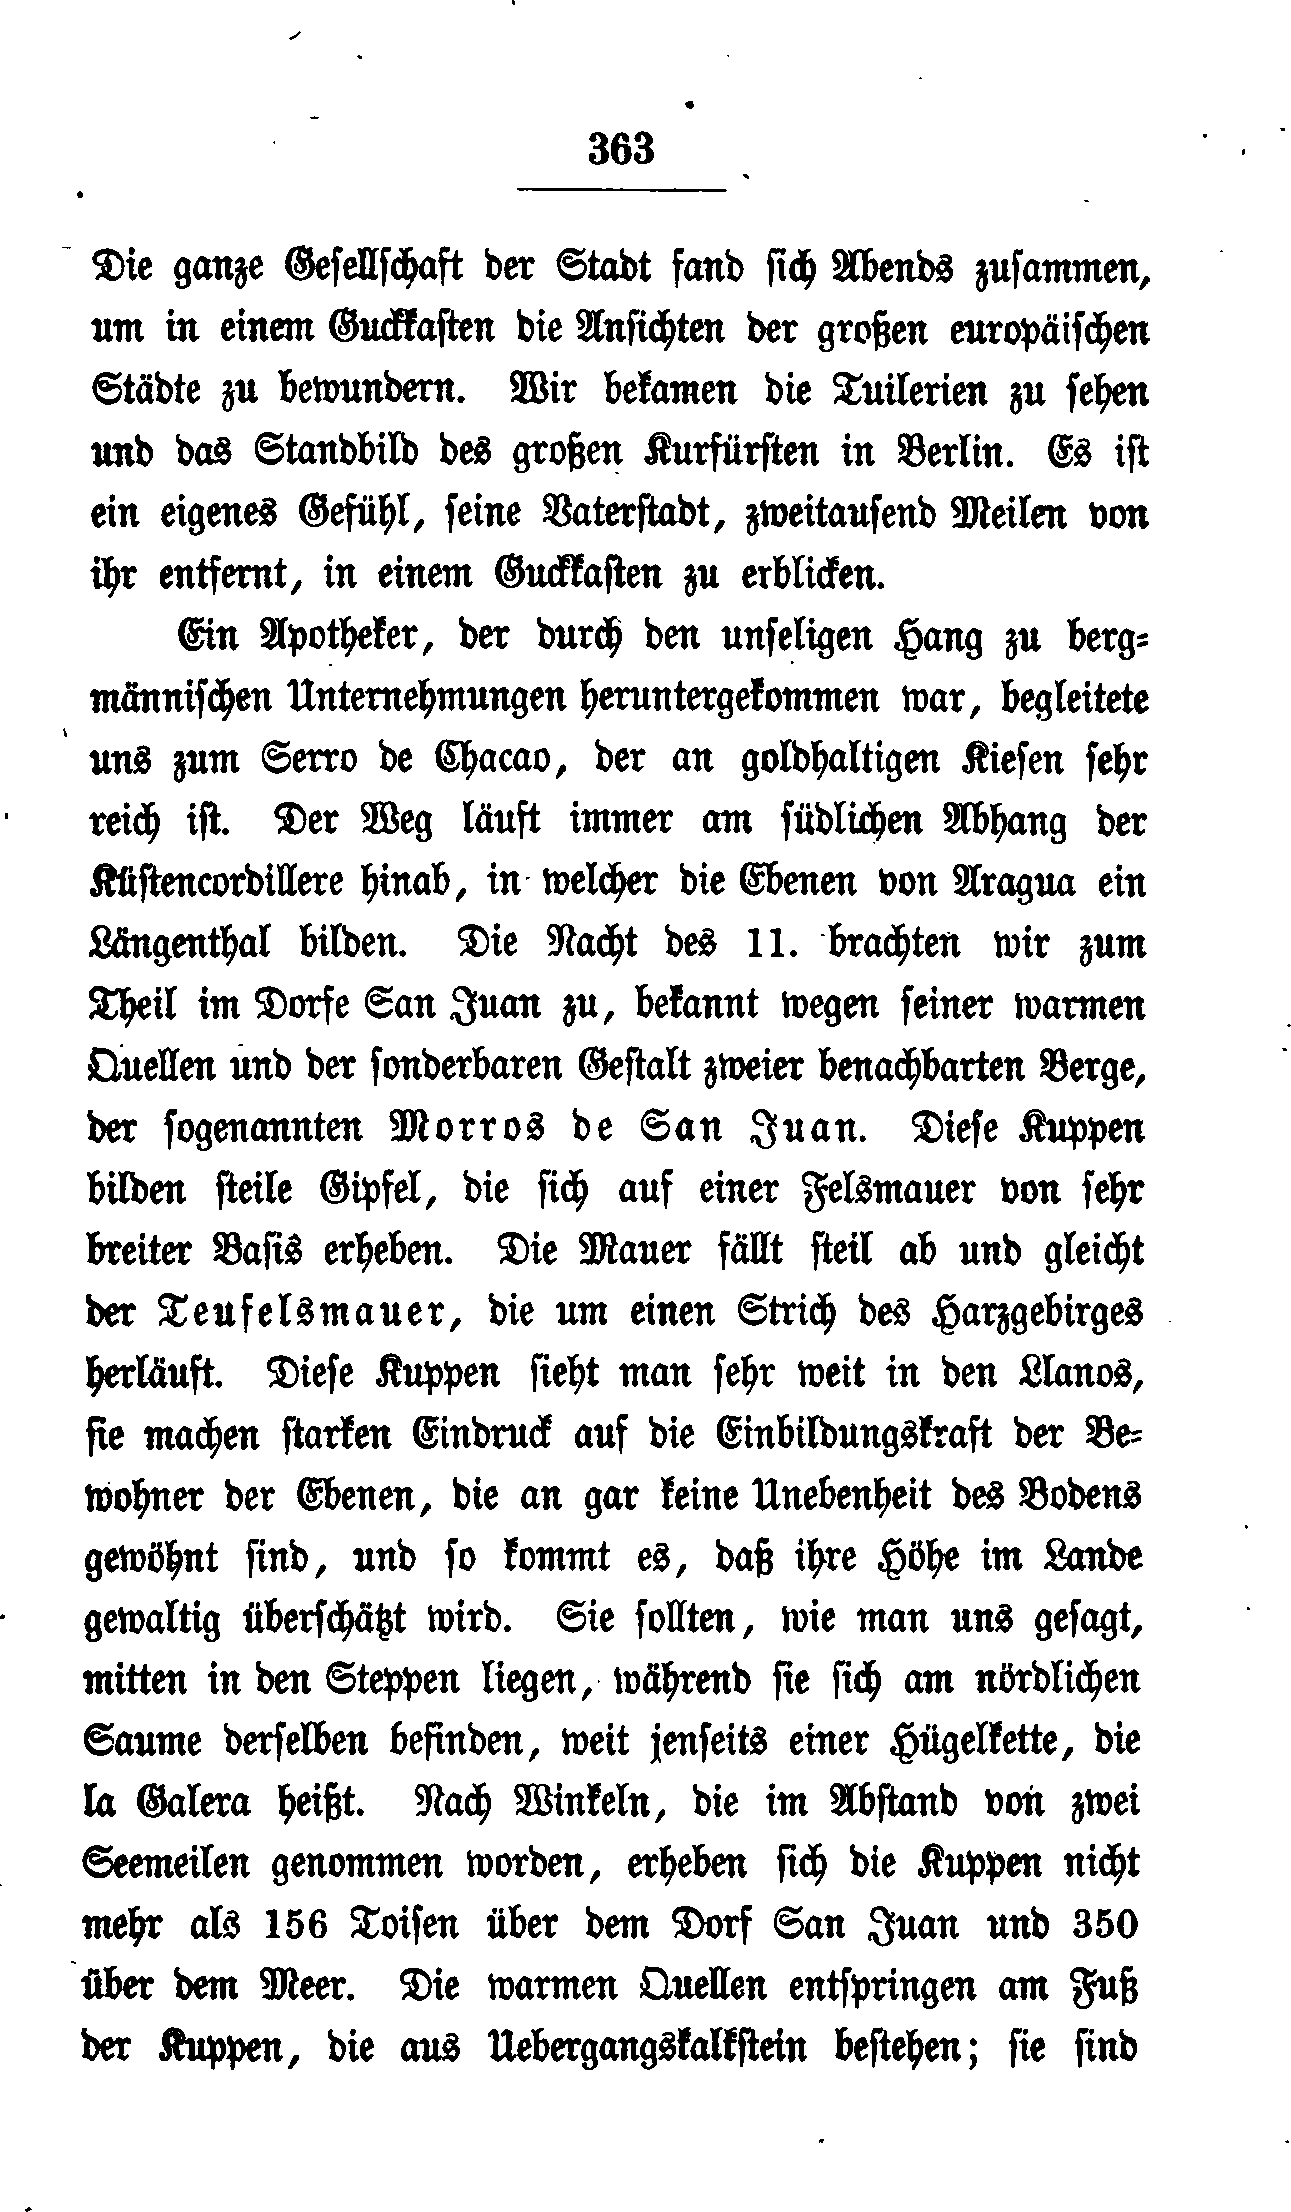 363
Die ganze Gesellschaft der Stadt fand sich Abends zusammen,
um in einem Guckkasten die Ansichten der großen europäischen
Städte zu bewundern. Wir bekamen die Tuilerien zu sehen
und das Standbild des großen Kurfürsten in Berlin. Es ist
ein eigenes Gefühl, seine Vaterstadt, zweitausend Meilen von
ihr entfernt, in einem Guckkasten zu erblicken.
Ein Apotheker, der durch den unseligen Hang zu berg-
männischen Unternehmungen heruntergekommen war, begleitete
uns zum Serro de Chacao, der an goldhaltigen Kiesen sehr
reich ist. Der Weg läuft immer am südlichen Abhang der
Küstencordillere hinab, in welcher die Ebenen von Aragua ein
Längenthal bilden. Die Nacht des 11. brachten wir zum
Theil im Dorfe San Juan zu, bekannt wegen seiner warmen
Quellen und der sonderbaren Gestalt zweier benachbarten Berge,
der sogenannten Morros de San Juan. Diese Kuppen
bilden steile Gipfel, die sich auf einer Felsmauer von sehr
breiter Basis erheben. Die Mauer fällt steil ab und gleicht
der Teufelsmauer, die um einen Strich des Harzgebirges
herläuft. Diese Kuppen sieht man sehr weit in den Llanos,
sie machen starken Eindruck auf die Einbildungskraft der Be-
wohner der Ebenen, die an gar keine Unebenheit des Bodens
gewöhnt sind, und so kommt es, daß ihre Höhe im Lande
gewaltig überschätzt wird. Sie sollten, wie man uns gesagt,
mitten in den Steppen liegen, während sie sich am nördlichen
Saume derselben befinden, weit jenseits einer Hügelkette, die
la Galera heißt. Nach Winkeln, die im Abstand von zwei
Seemeilen genommen worden, erheben sich die Kuppen nicht
mehr als 156 Toisen über dem Dorf San Juan und 350
über dem Meer. Die warmen Quellen entspringen am Fuß
der Kuppen, die aus Uebergangskalkstein bestehen; sie sind